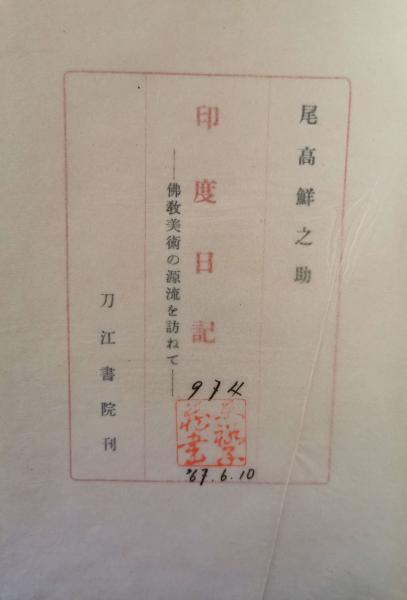 尾高鮮之助
印度日記
——佛教美術の源流を訪ねて——
刀江書院刊
974
'67.6.10